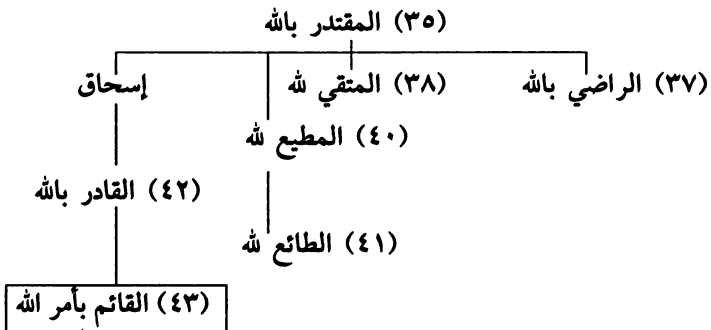 (٣٥) المقتدر بالله
(٣٧) الراضي بالله
(٣٨) المتقي لله
إسحاق
(٤٠) المطيع لله
(٤٢) القادر بالله
(٤١) الطائع لله
(٤٣) القائم بأمر الله